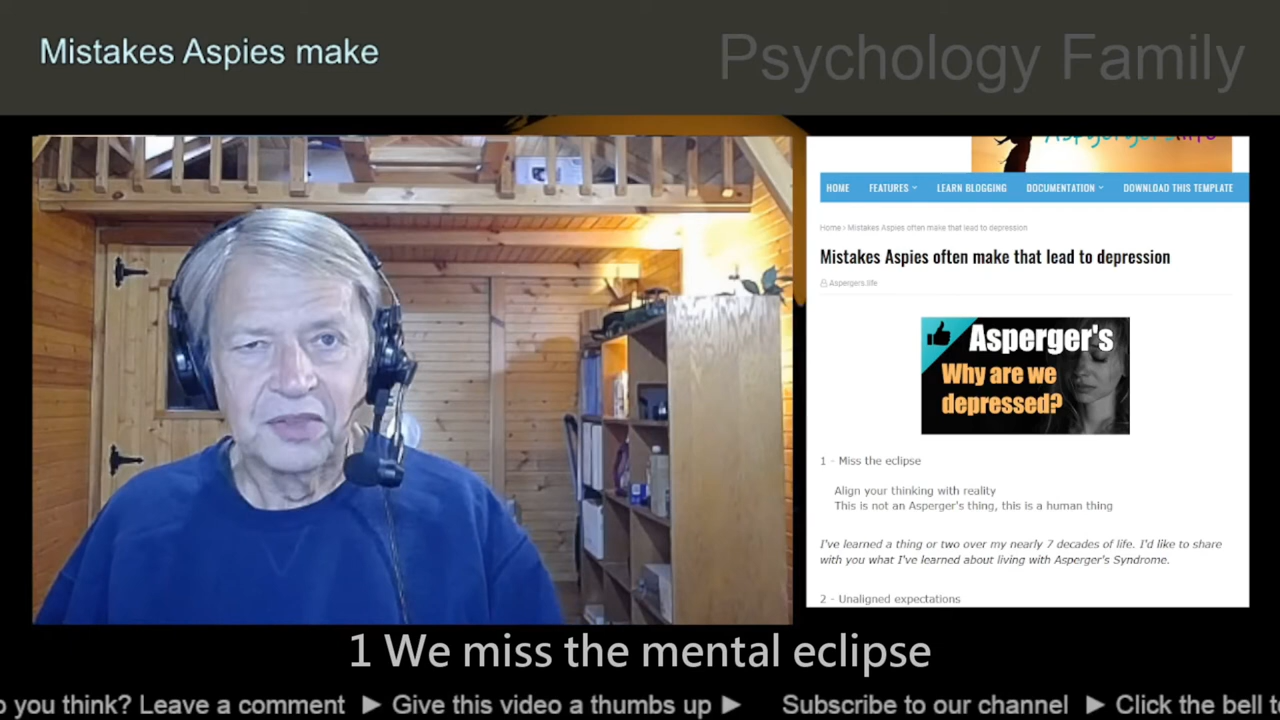 Mistakes Aspies make
Psychology Family
Aspergers.life
HOME FEATURES LEARN BLOGGING DOCUMENTATION DOWNLOAD THIS TEMPLATE
Home › Mistakes Aspies often make that lead to depression
Mistakes Aspies often make that lead to depression
Aspergers.life
Asperger's
Why are we
depressed?
1 - Miss the eclipse
Align your thinking with reality
This is not an Asperger's thing, this is a human thing
I've learned a thing or two over my nearly 7 decades of life. I'd like to share
with you what I've learned about living with Asperger's Syndrome.
2 - Unaligned expectations
1 We miss the mental eclipse
o you think? Leave a comment ► Give this video a thumbs up ► Subscribe to our channel ► Click the bell t